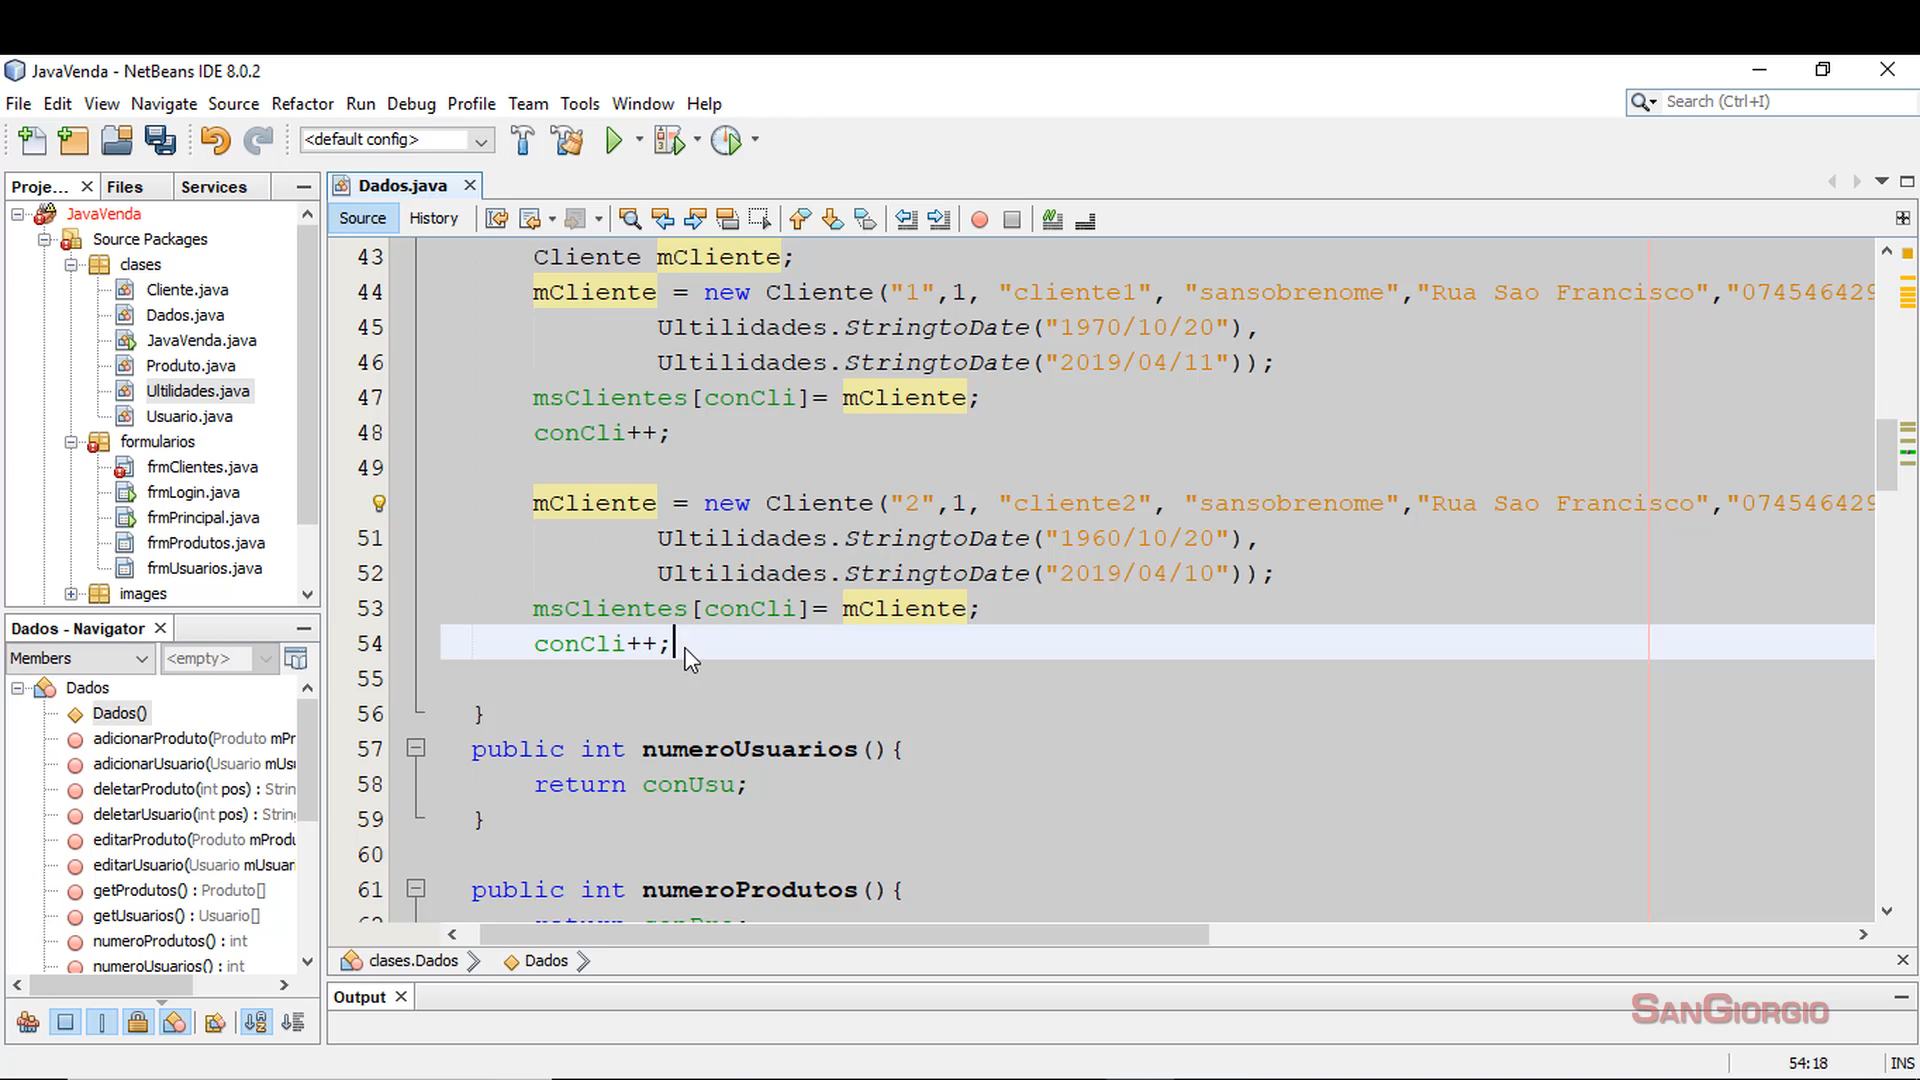 JavaVenda - NetBeans IDE 8.0.2
File Edit View Navigate Source Refactor Run Debug Profile Team Tools Window Help
Search (Ctrl+I)
<default config>
Proje... Files Services
Dados.java
Source History
JavaVenda
Source Packages
clases
Cliente.java
Dados.java
JavaVenda.java
Produto.java
Ultilidades.java
Usuario.java
formularios
frmClientes.java
frmLogin.java
frmPrincipal.java
frmProdutos.java
frmUsuarios.java
images
Dados - Navigator
Members <empty>
Dados
Dados()
adicionarProduto(Produto mPr
adicionarUsuario(Usuario mUsu
deletarProduto(int pos) : Strin
deletarUsuario(int pos) : String
editarProduto(Produto mProdu
editarUsuario(Usuario mUsuar
getProdutos() : Produto[]
getUsuarios() : Usuario[]
numeroProdutos() : int
numeroUsuarios() : int
43 Cliente mCliente;
44 mCliente = new Cliente("1",1, "cliente1", "sansobrenome","Rua Sao Francisco","074546429
45 Ultilidades.StringtoDate("1970/10/20"),
46 Ultilidades.StringtoDate("2019/04/11"));
47 msClientes[conCli]= mCliente;
48 conCli++;
49
mCliente = new Cliente("2",1, "cliente2", "sansobrenome","Rua Sao Francisco","074546429
51 Ultilidades.StringtoDate("1960/10/20"),
52 Ultilidades.StringtoDate("2019/04/10"));
53 msClientes[conCli]= mCliente;
54 conCli++;
55
56 }
57 public int numeroUsuarios(){
58 return conUsu;
59 }
60
61 public int numeroProdutos(){
clases.Dados Dados
Output
SanGiorgio
54:18 INS